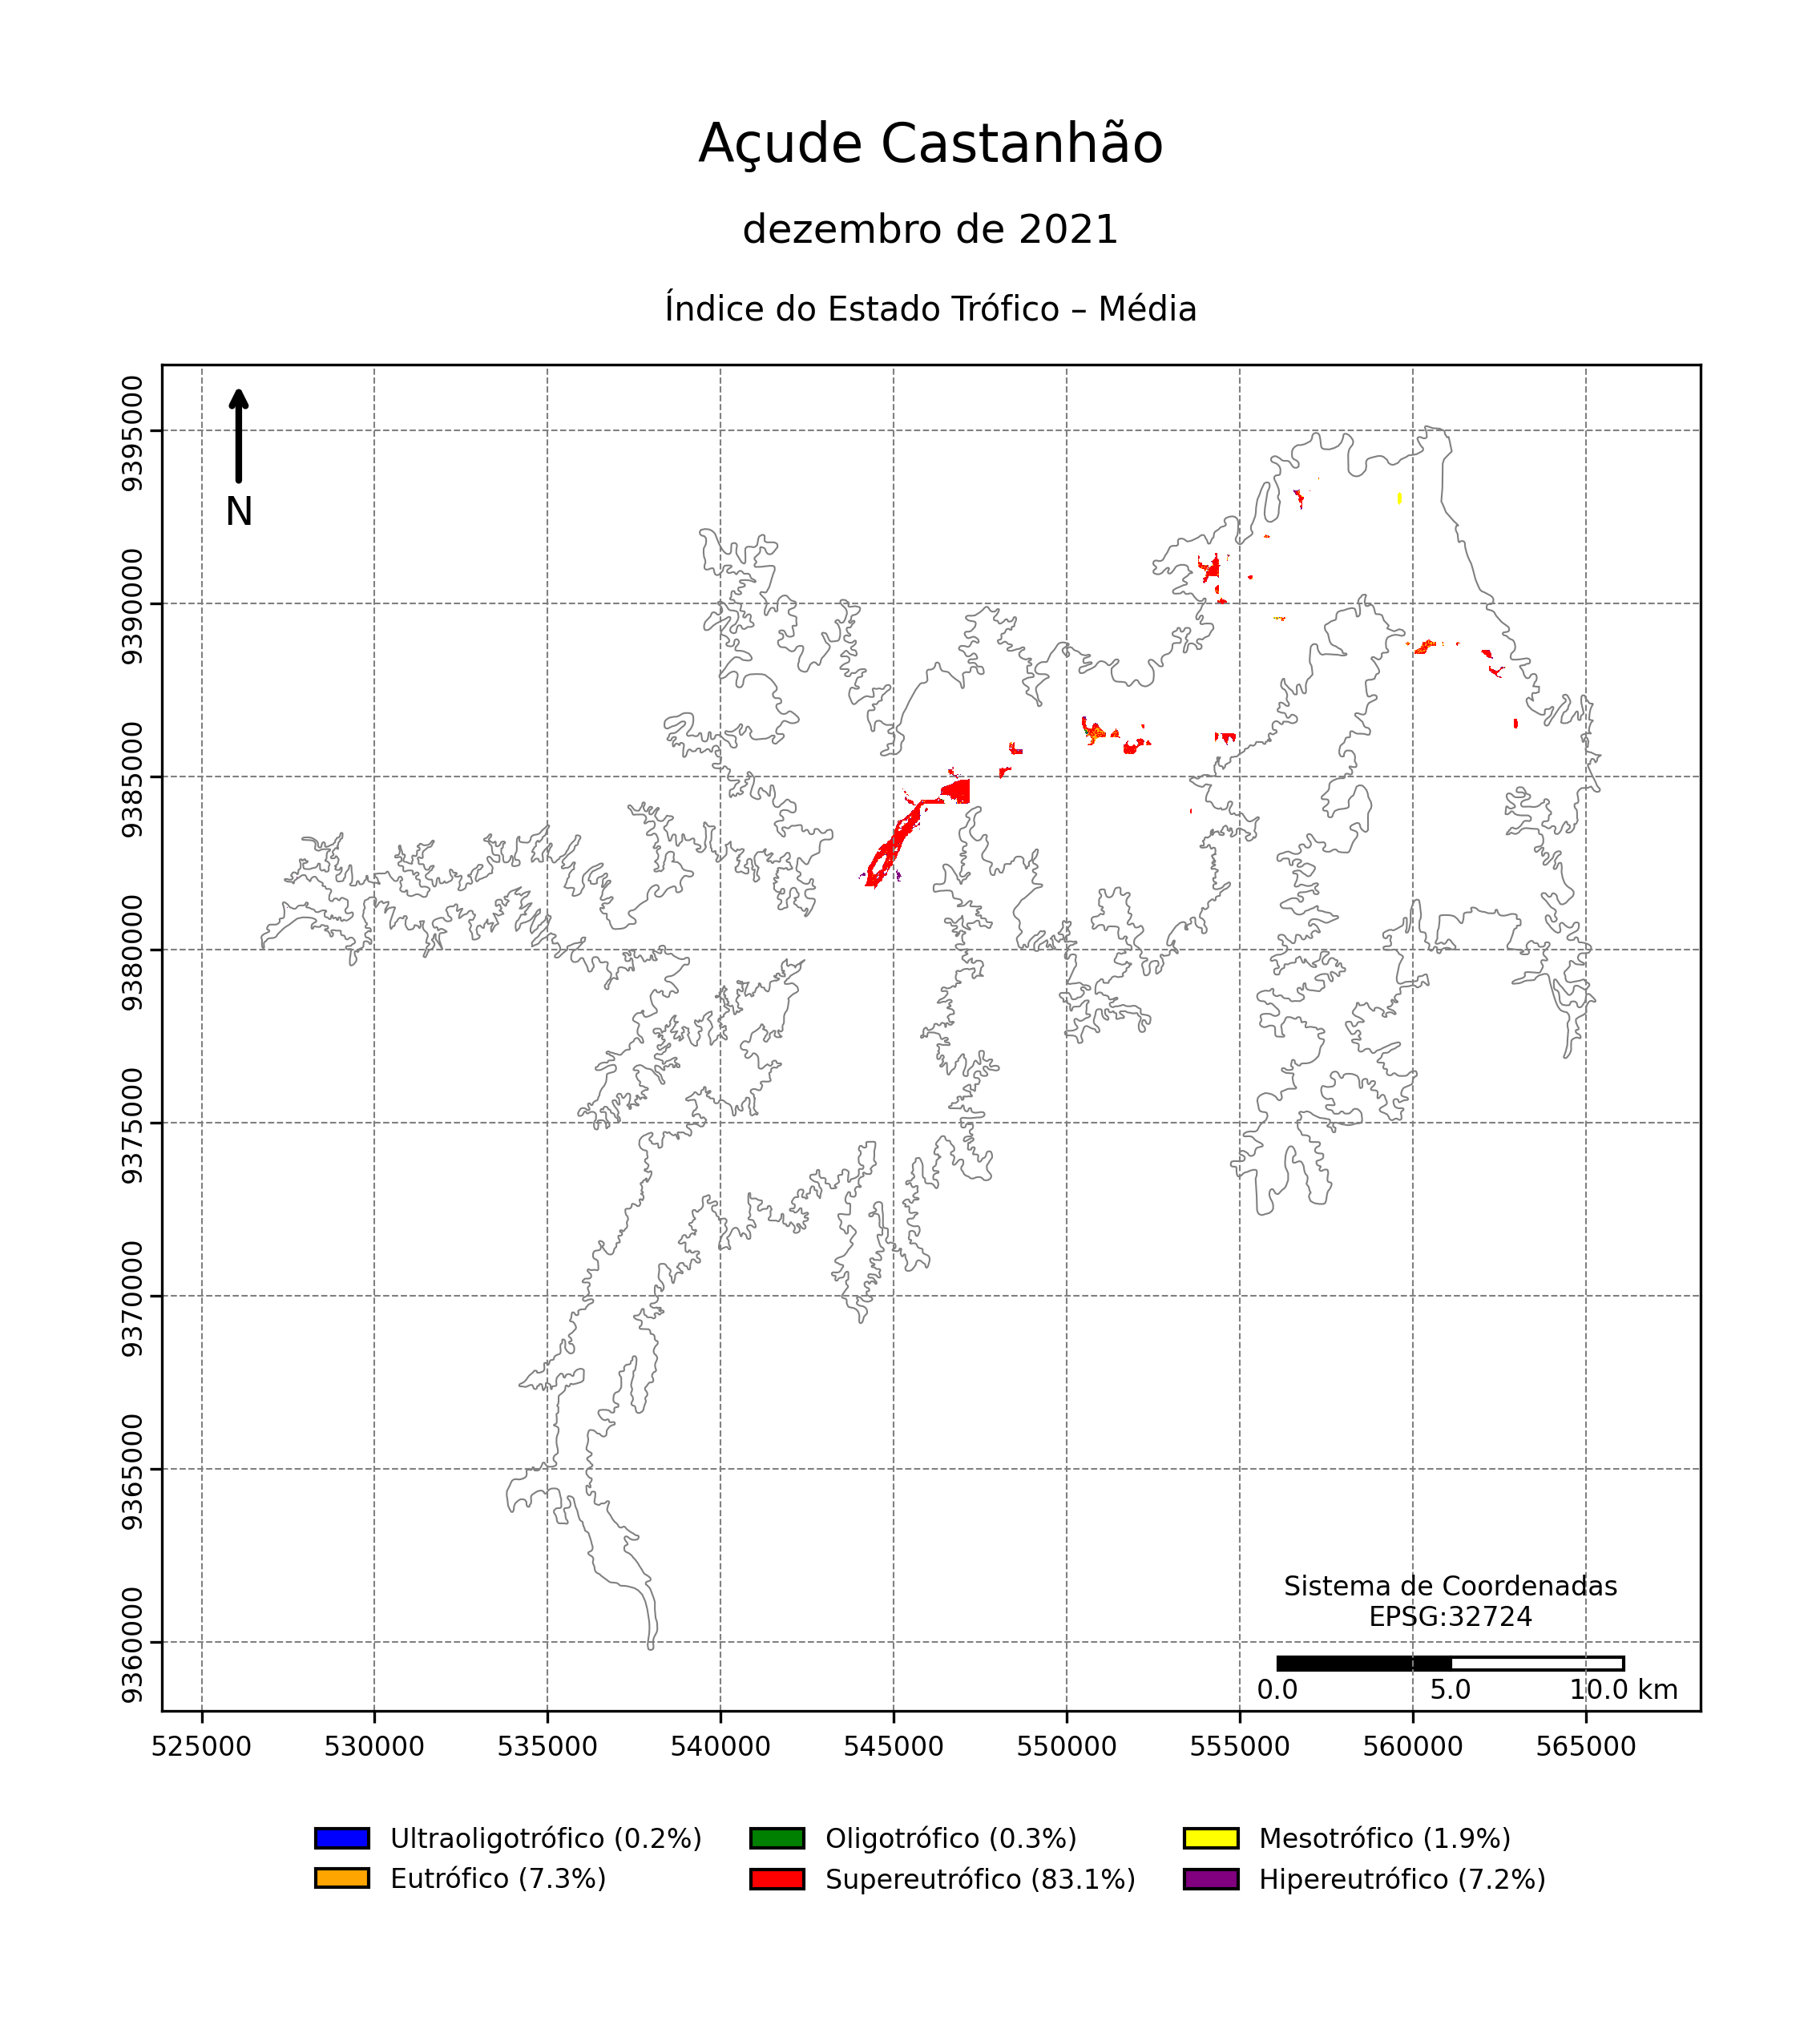 Açude Castanhão
dezembro de 2021
Índice do Estado Trófico – Média
N
9395000
9390000
9385000
9380000
9375000
9370000
9365000
9360000
Sistema de Coordenadas
EPSG:32724
0.0 5.0 10.0 km
525000 530000 535000 540000 545000 550000 555000 560000 565000
Ultraoligotrófico (0.2%) Oligotrófico (0.3%) Mesotrófico (1.9%)
Eutrófico (7.3%) Supereutrófico (83.1%) Hipereutrófico (7.2%)